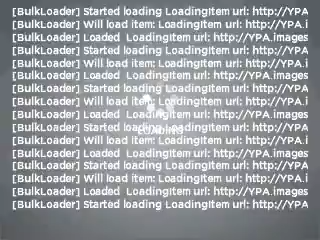 [BulkLoader] Started loading LoadingItem url: http://YPA
[BulkLoader] Will load item: LoadingItem url: http://YPA.i
[BulkLoader] Loaded LoadingItem url: http://YPA.images
[BulkLoader] Started loading LoadingItem url: http://YPA
[BulkLoader] Will load item: LoadingItem url: http://YPA.i
[BulkLoader] Loaded LoadingItem url: http://YPA.images
[BulkLoader] Started loading LoadingItem url: http://YPA
[BulkLoader] Will load item: LoadingItem url: http://YPA.i
[BulkLoader] Loaded LoadingItem url: http://YPA.images
[BulkLoader] Started loading LoadingItem url: http://YPA
[BulkLoader] Will load item: LoadingItem url: http://YPA.i
[BulkLoader] Loaded LoadingItem url: http://YPA.images
[BulkLoader] Started loading LoadingItem url: http://YPA
[BulkLoader] Will load item: LoadingItem url: http://YPA.i
[BulkLoader] Loaded LoadingItem url: http://YPA.images
[BulkLoader] Started loading LoadingItem url: http://YPA